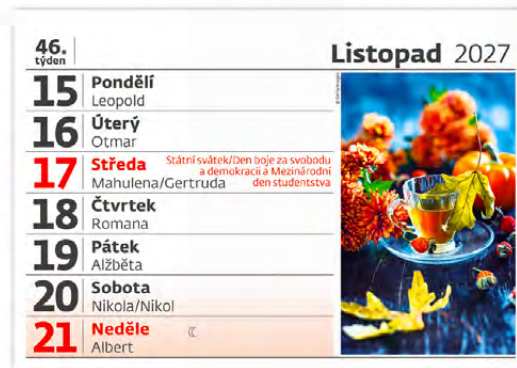 46.
týden
Listopad 2027
15 Pondělí
Leopold
16 Úterý
Otmar
17 Středa
Mahulena/Gertruda
Státní svátek/Den boje za svobodu
a demokracii a Mezinárodní
den studentstva
18 Čtvrtek
Romana
19 Pátek
Alžběta
20 Sobota
Nikola/Nikol
21 Neděle
Albert